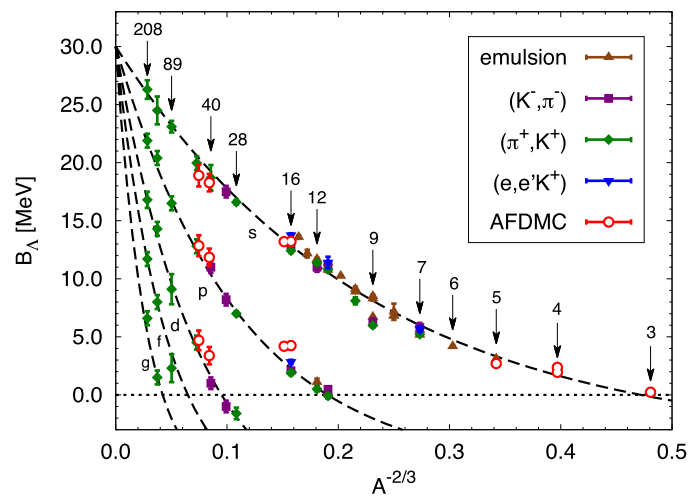 30.0
25.0
20.0
15.0
10.0
5.0
0.0
B_Λ [MeV]
208
89
40
28
16
12
9
7
6
5
4
3
emulsion
(K⁻,π⁻)
(π⁺,K⁺)
(e,e'K⁺)
AFDMC
s
p
d
f
g
0.0 0.1 0.2 0.3 0.4 0.5
A^{-2/3}